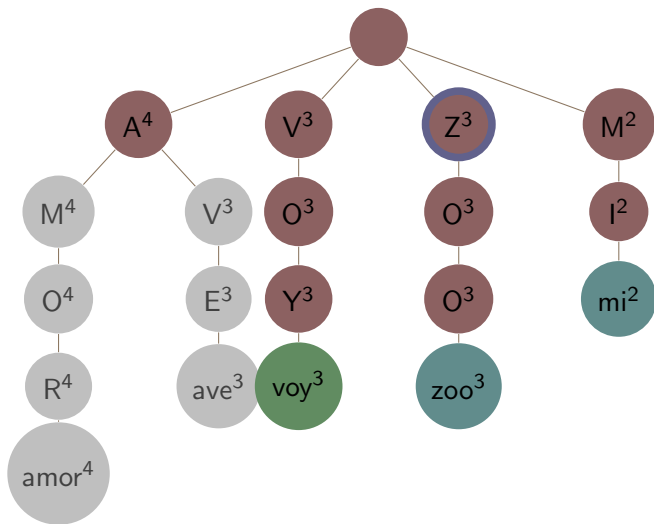 A⁴ V³ Z³ M²
M⁴ V³ O³ O³ I²
O⁴ E³ Y³ O³ mi²
R⁴ ave³ voy³ zoo³
amor⁴